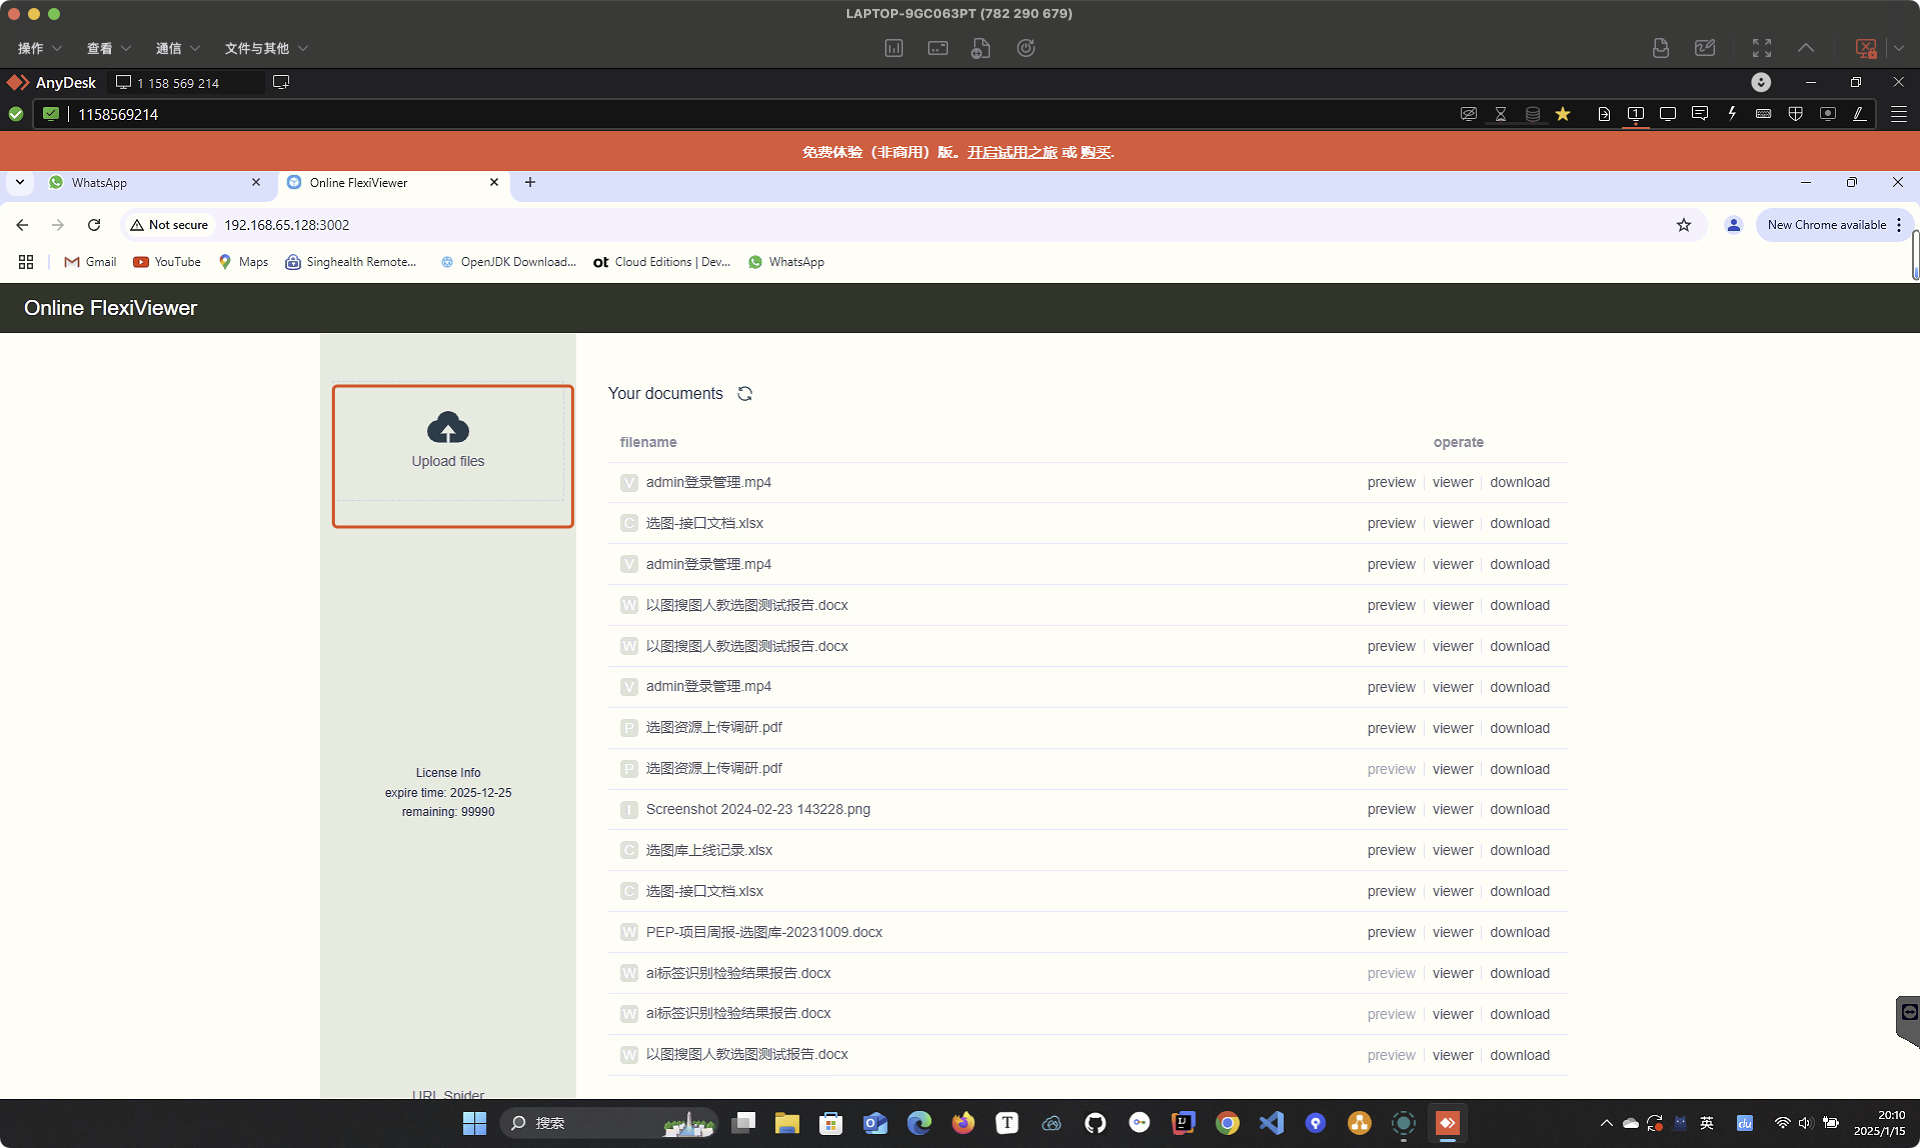 LAPTOP-9GC063PT (782 290 679)
操作 查看 通信 文件与其他
AnyDesk 1 158 569 214
1158569214
免费体验（非商用）版。开启试用之旅 或 购买.
WhatsApp Online FlexiViewer
Not secure 192.168.65.128:3002 New Chrome available
Gmail YouTube Maps Singhealth Remote... OpenJDK Download... ot Cloud Editions | Dev... WhatsApp
Online FlexiViewer
Upload files
License Info
expire time: 2025-12-25
remaining: 99990
URL Spider
Your documents
filename operate
V admin登录管理.mp4 preview viewer download
C 选图-接口文档.xlsx preview viewer download
V admin登录管理.mp4 preview viewer download
W 以图搜图人教选图测试报告.docx preview viewer download
W 以图搜图人教选图测试报告.docx preview viewer download
V admin登录管理.mp4 preview viewer download
P 选图资源上传调研.pdf preview viewer download
P 选图资源上传调研.pdf preview viewer download
I Screenshot 2024-02-23 143228.png preview viewer download
C 选图库上线记录.xlsx preview viewer download
C 选图-接口文档.xlsx preview viewer download
W PEP-项目周报-选图库-20231009.docx preview viewer download
W ai标签识别检验结果报告.docx preview viewer download
W ai标签识别检验结果报告.docx preview viewer download
W 以图搜图人教选图测试报告.docx preview viewer download
搜索 T 英 du 20:10
2025/1/15